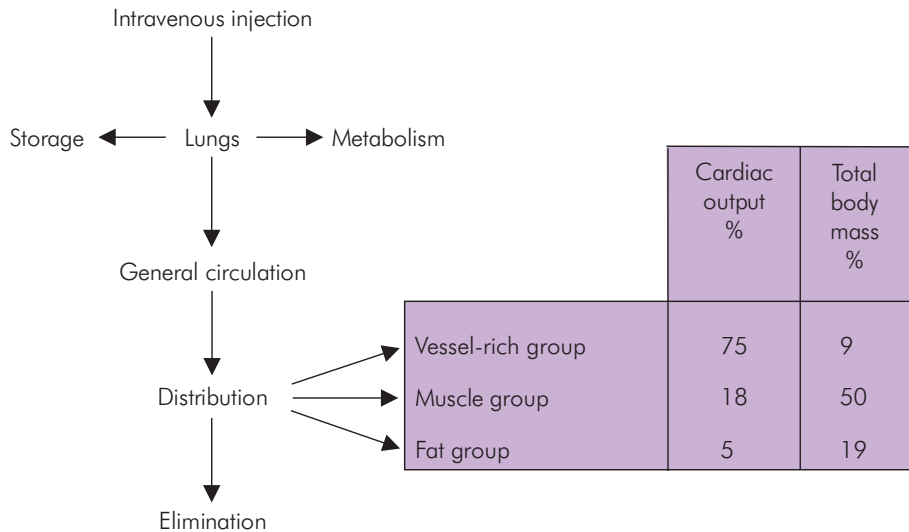 Intravenous injection
Storage Lungs Metabolism
General circulation
Distribution
Elimination
Cardiac output % Total body mass %
Vessel-rich group 75 9
Muscle group 18 50
Fat group 5 19